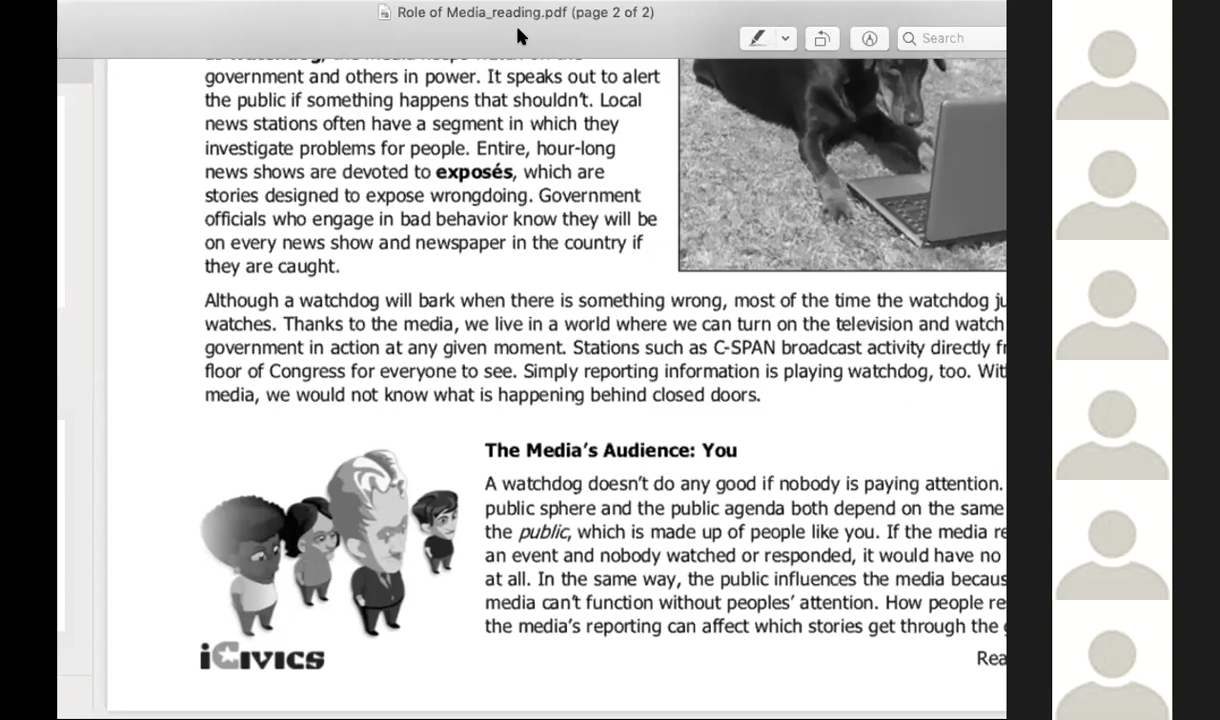 Role of Media_reading.pdf (page 2 of 2)
Search
government and others in power. It speaks out to alert
the public if something happens that shouldn't. Local
news stations often have a segment in which they
investigate problems for people. Entire, hour-long
news shows are devoted to exposés, which are
stories designed to expose wrongdoing. Government
officials who engage in bad behavior know they will be
on every news show and newspaper in the country if
they are caught.
Although a watchdog will bark when there is something wrong, most of the time the watchdog ju
watches. Thanks to the media, we live in a world where we can turn on the television and watch
government in action at any given moment. Stations such as C-SPAN broadcast activity directly fr
floor of Congress for everyone to see. Simply reporting information is playing watchdog, too. Wit
media, we would not know what is happening behind closed doors.
The Media's Audience: You
A watchdog doesn't do any good if nobody is paying attention.
public sphere and the public agenda both depend on the same
the public, which is made up of people like you. If the media re
an event and nobody watched or responded, it would have no
at all. In the same way, the public influences the media becaus
media can't function without peoples' attention. How people re
the media's reporting can affect which stories get through the
iCivics
Rea